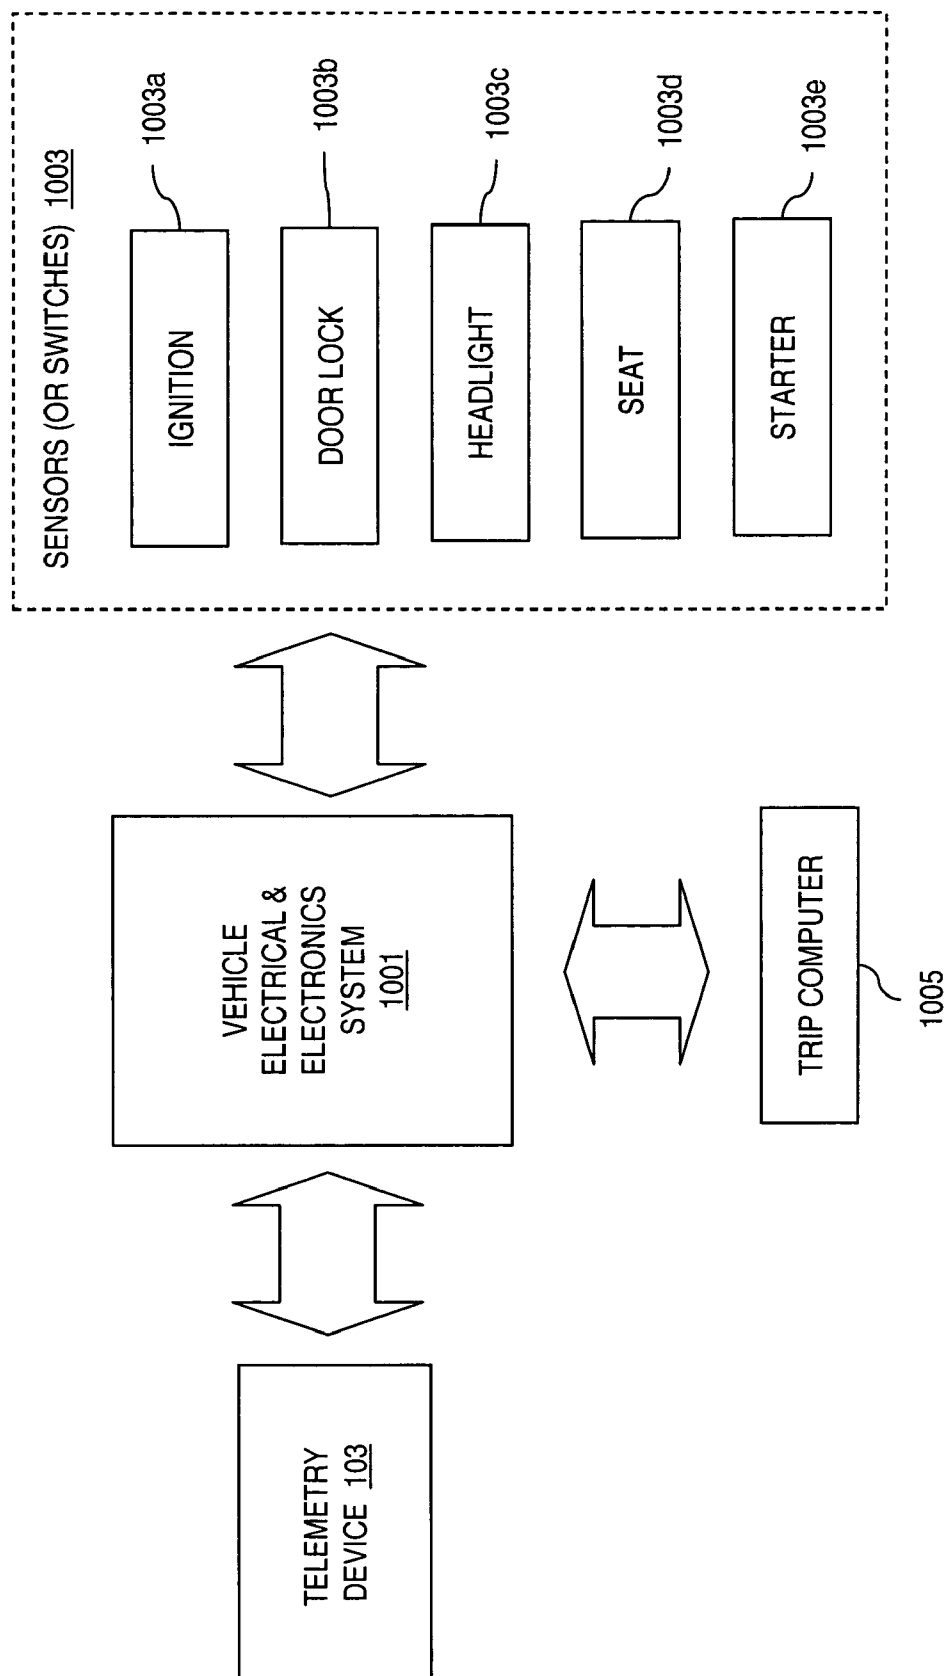 TELEMETRY
DEVICE 103
VEHICLE
ELECTRICAL &
ELECTRONICS
SYSTEM
1001
TRIP COMPUTER
1005
SENSORS (OR SWITCHES) 1003
IGNITION
1003a
DOOR LOCK
1003b
HEADLIGHT
1003c
SEAT
1003d
STARTER
1003e